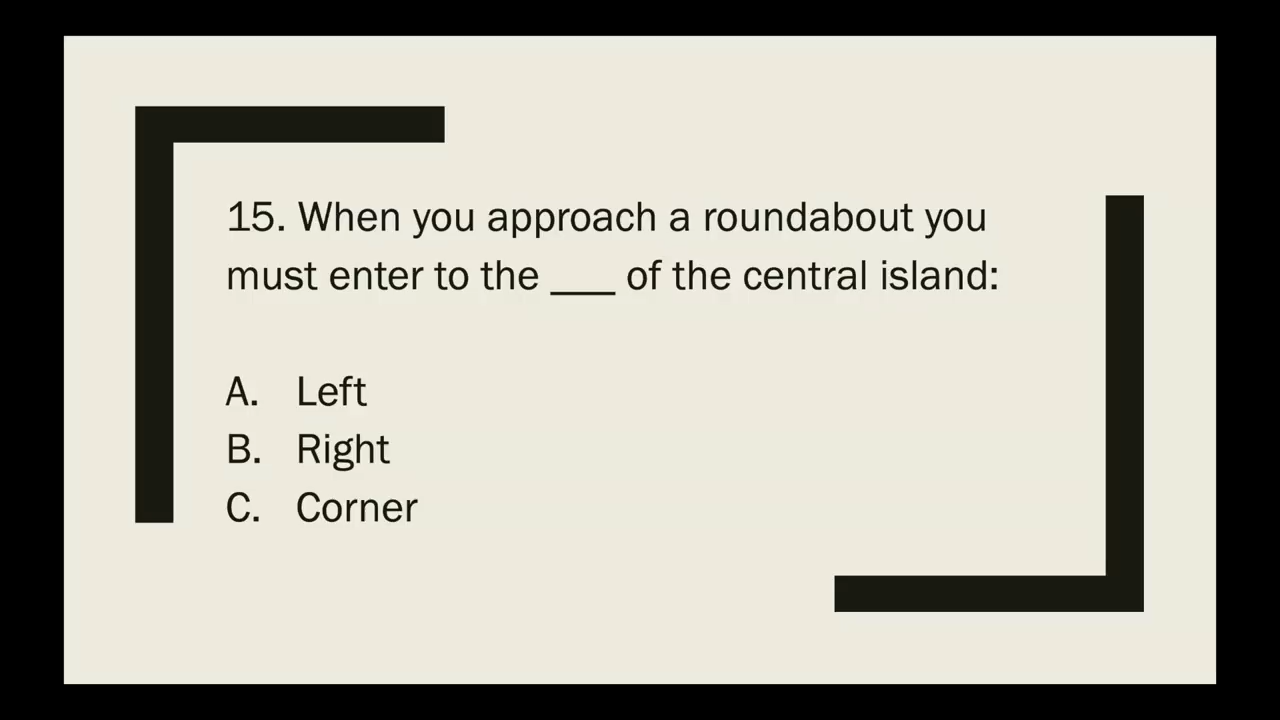 15. When you approach a roundabout you
must enter to the ___ of the central island:
A. Left
B. Right
C. Corner